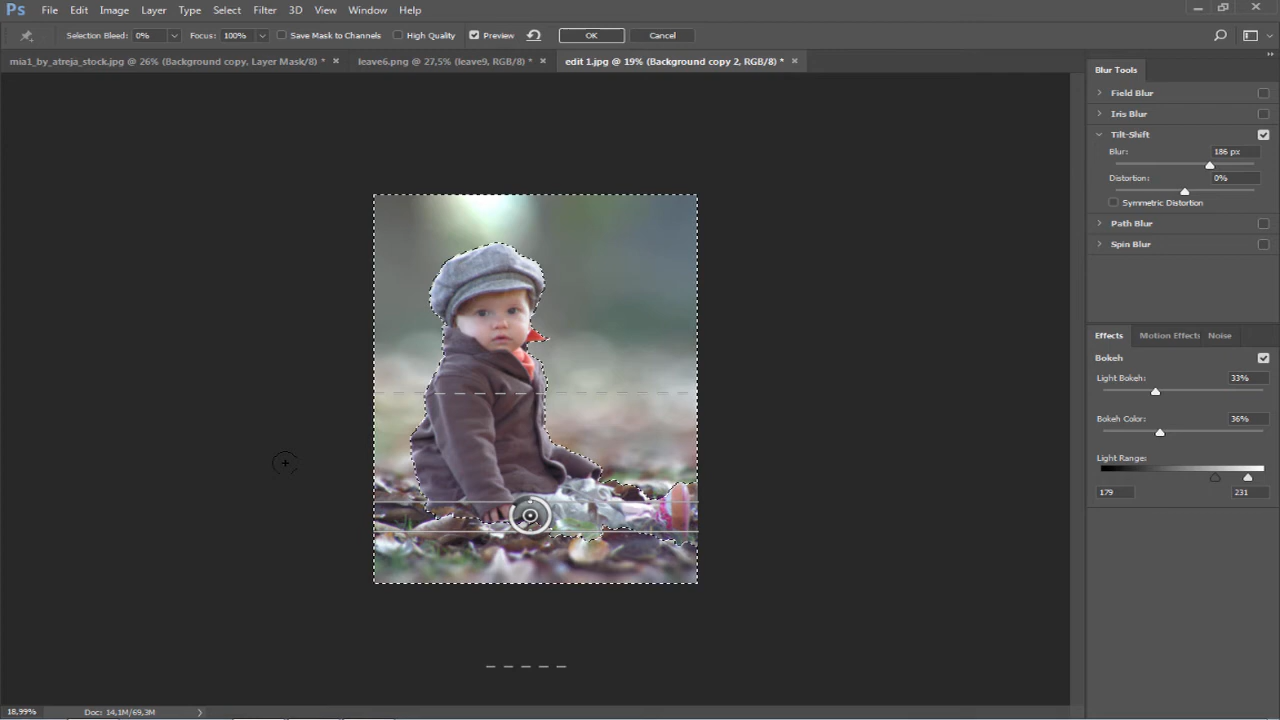 Ps File Edit Image Layer Type Select Filter 3D View Window Help
Selection Bleed: 0% Focus: 100% Save Mask to Channels High Quality Preview OK Cancel
mia1_by_atreja_stock.jpg @ 26% (Background copy, Layer Mask/8) * × leave6.png @ 27,5% (leave9, RGB/8) * × edit 1.jpg @ 19% (Background copy 2, RGB/8) * ×
Blur Tools
Field Blur
Iris Blur
Tilt-Shift
Blur: 186 px
Distortion: 0%
Symmetric Distortion
Path Blur
Spin Blur
Effects Motion Effects Noise
Bokeh
Light Bokeh: 33%
Bokeh Color: 36%
Light Range:
179 231
18,99% Doc: 14,1M/69,3M